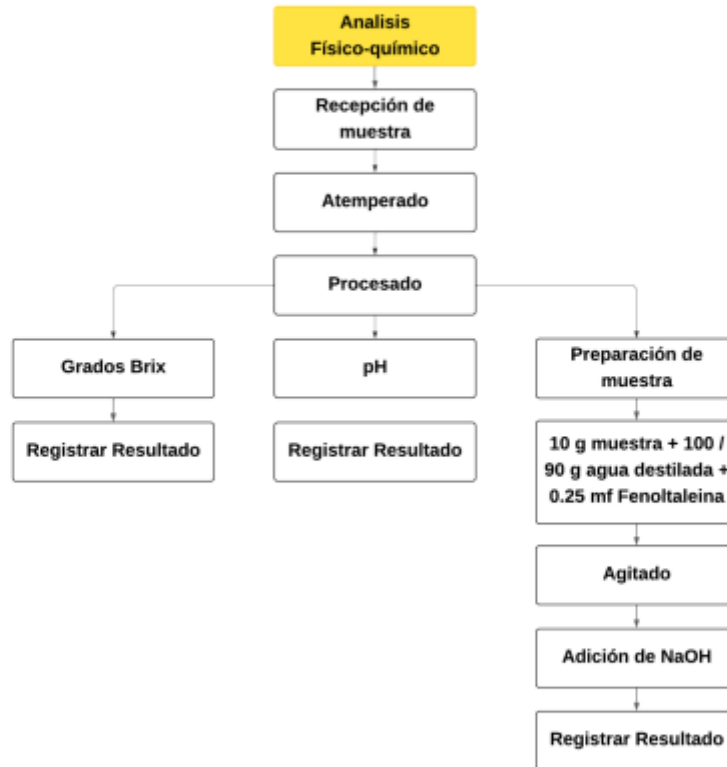 Analisis
Físico-químico
Recepción de
muestra
Atemperado
Procesado
Grados Brix
pH
Preparación de
muestra
Registrar Resultado
Registrar Resultado
10 g muestra + 100 /
90 g agua destilada +
0.25 mf Fenoltaleina
Agitado
Adición de NaOH
Registrar Resultado